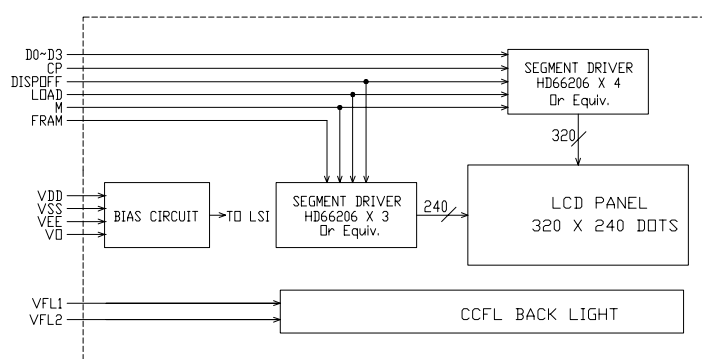 D0~D3
CP
DISPOFF
LOAD
M
FRAM
SEGMENT DRIVER
HD66206 X 4
Or Equiv.
320
VDD
VSS
VEE
VO
BIAS CIRCUIT
TO LSI
SEGMENT DRIVER
HD66206 X 3
Or Equiv.
240
LCD PANEL
320 X 240 DOTS
VFL1
VFL2
CCFL BACK LIGHT